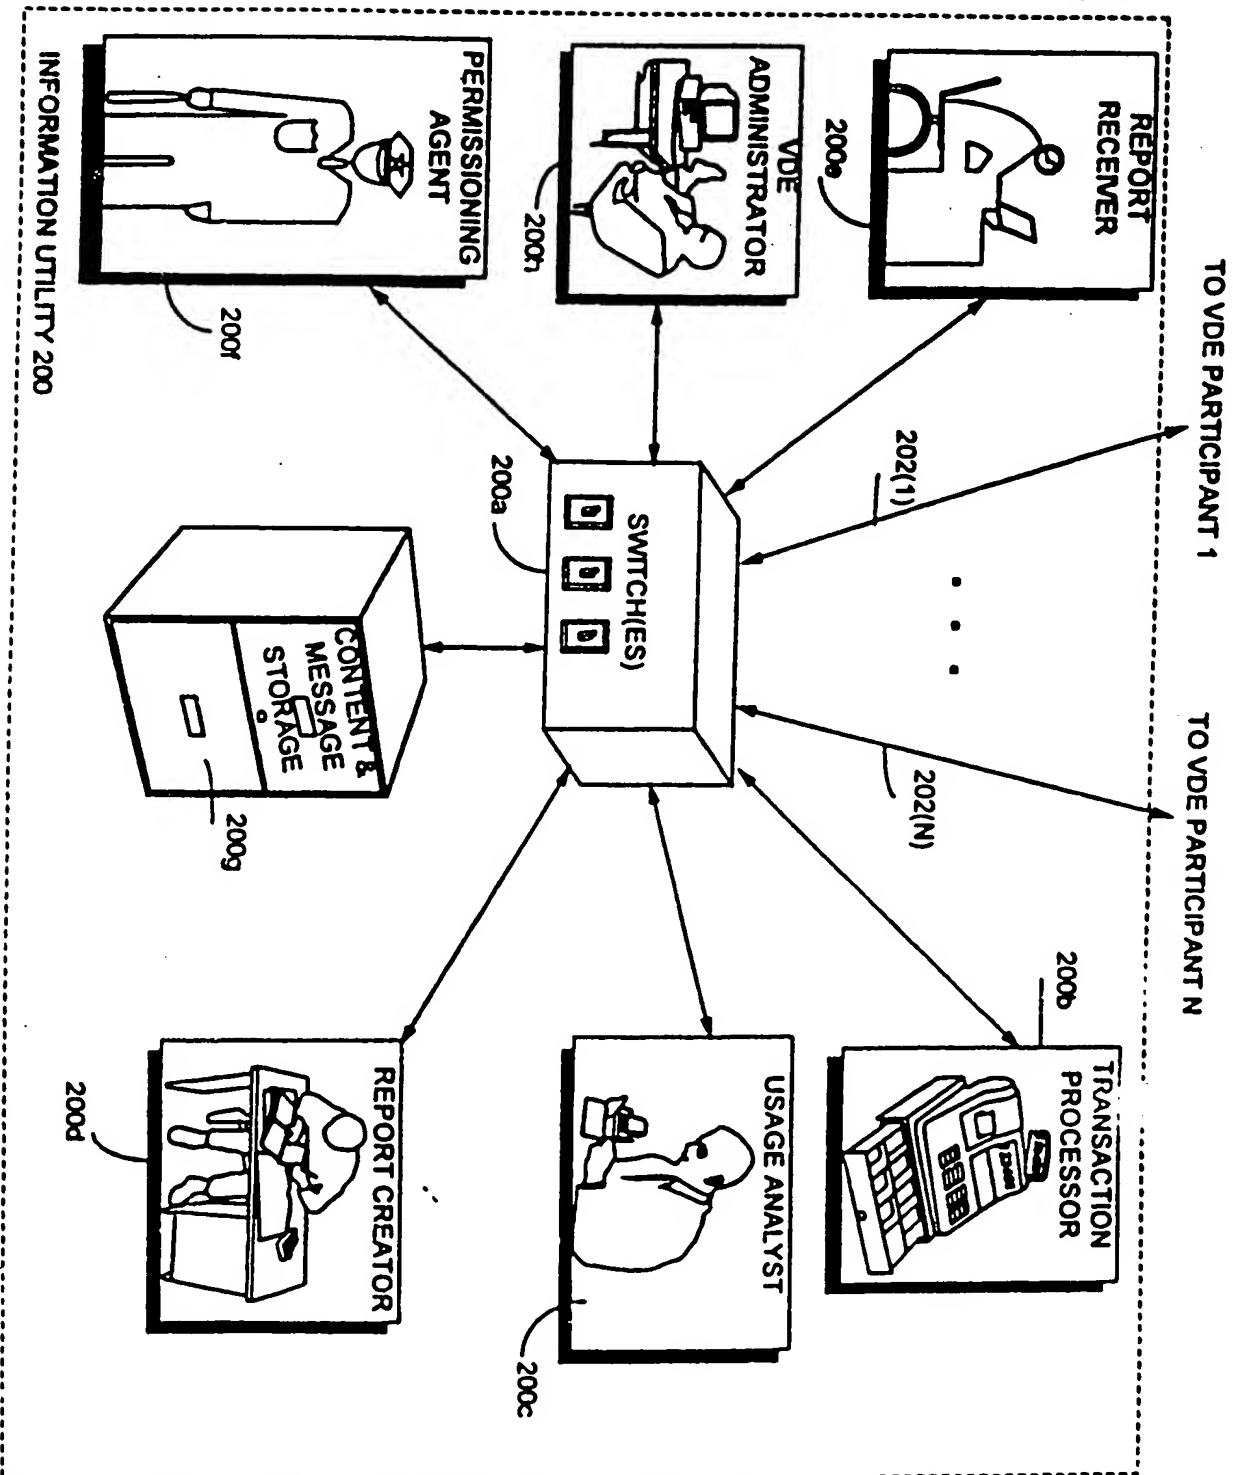 TO VDE PARTICIPANT 1
TO VDE PARTICIPANT N
REPORT
RECEIVER
200e
202(1)
202(N)
200b
TRANSACTION
PROCESSOR
VDE
ADMINISTRATOR
200h
SWITCH(ES)
200a
USAGE ANALYST
200c
PERMISSIONING
AGENT
200f
CONTENT &
MESSAGE
STORAGE
200g
REPORT CREATOR
200d
INFORMATION UTILITY 200